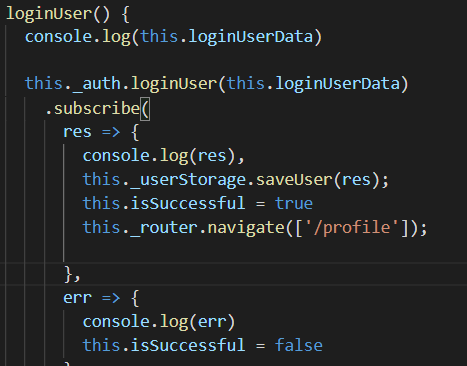 loginUser() {
console.log(this.loginUserData)
this._auth.loginUser(this.loginUserData)
.subscribe(
res => {
console.log(res),
this._userStorage.saveUser(res);
this.isSuccessful = true
this._router.navigate(['/profile']);
},
err => {
console.log(err)
this.isSuccessful = false